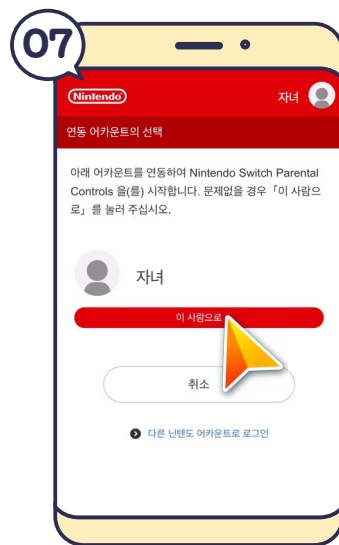 07
Nintendo
자녀
연동 어카운트의 선택
아래 어카운트를 연동하여 Nintendo Switch Parental
Controls 을(를) 시작합니다. 문제없을 경우「이 사람으
로」를 눌러 주십시오.
자녀
이 사람으로
취소
다른 닌텐도 어카운트로 로그인